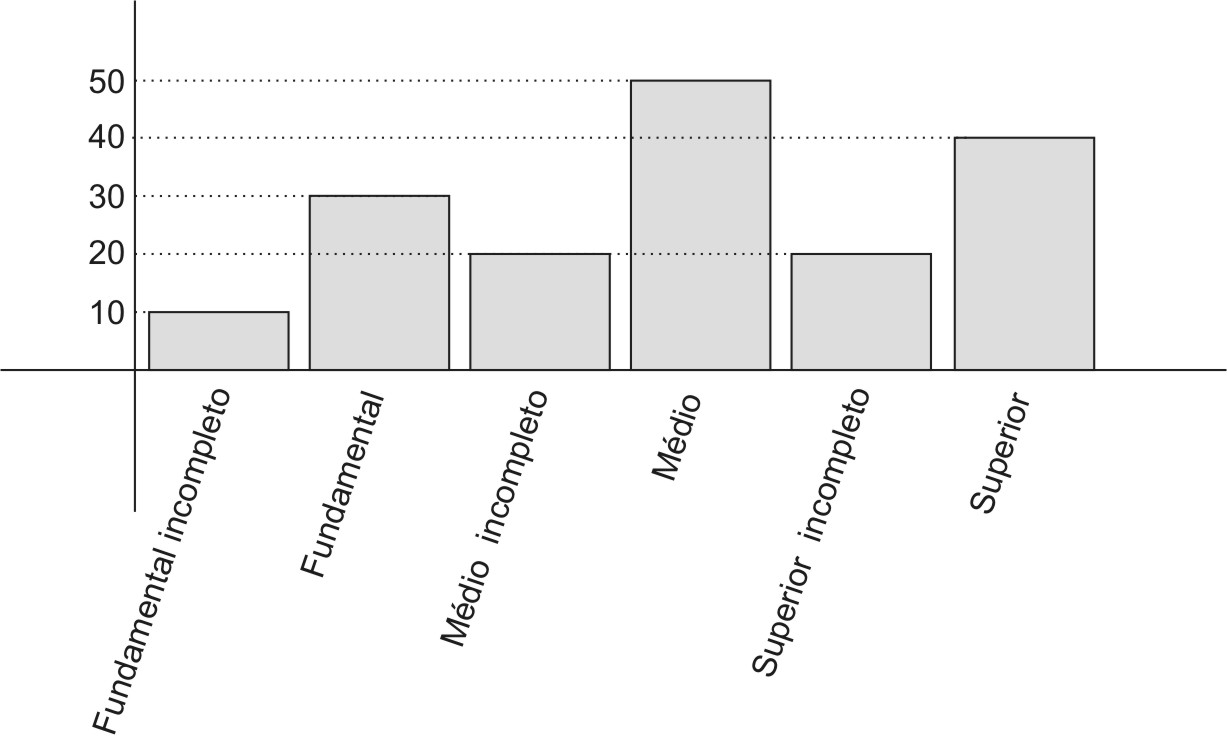 50
40
30
20
10
Fundamental incompleto
Fundamental
Médio incompleto
Médio
Superior incompleto
Superior